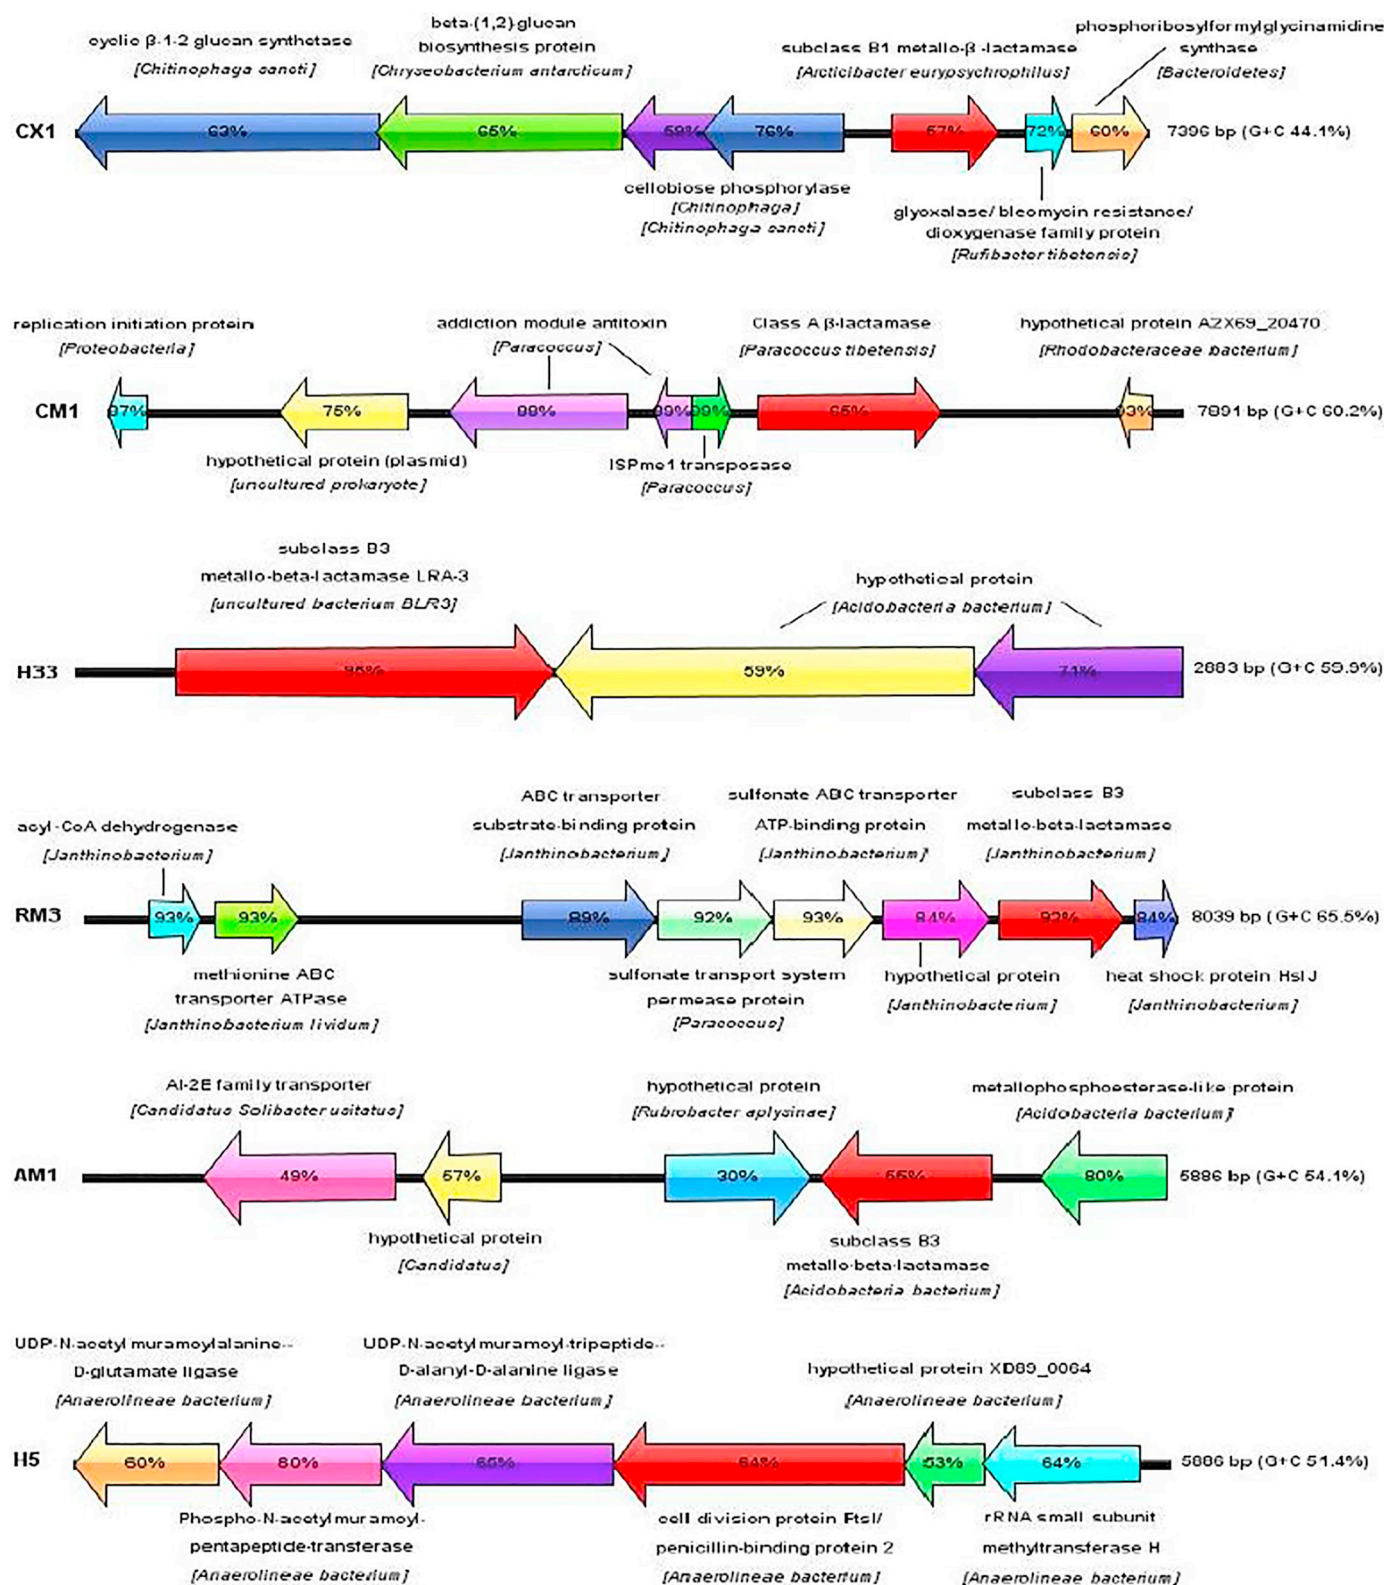 cyclic β-1-2 glucan synthetase
[Chitinophaga sancti]
beta-(1,2)-glucan
biosynthesis protein
[Chryseobacterium antarcticum]
subclass B1 metallo-β-lactamase
[Arcticibacter eurypsychrophilus]
phosphoribosylformylglycinamidine
synthase
[Bacteroidetes]
CX1
63%
65%
59%
76%
67%
72%
60%
7396 bp (G+C 44.1%)
cellobiose phosphorylase
[Chitinophaga]
[Chitinophaga sancti]
glyoxalase/bleomycin resistance/
dioxygenase family protein
[Rufibacter tibetensis]
replication initiation protein
[Proteobacteria]
addiction module antitoxin
[Paracoccus]
Class A β-lactamase
[Paracoccus tibetensis]
hypothetical protein AZX69_20470
[Rhodobacteraceae bacterium]
CM1
97%
75%
98%
99%
99%
65%
93%
7891 bp (G+C 60.2%)
hypothetical protein (plasmid)
[uncultured prokaryote]
ISPme1 transposase
[Paracoccus]
subclass B3
metallo-beta-lactamase LRA-3
[uncultured bacterium BLR3]
hypothetical protein
[Acidobacteria bacterium]
H33
95%
59%
71%
2883 bp (G+C 59.9%)
acyl-CoA dehydrogenase
[Janthinobacterium]
ABC transporter
substrate-binding protein
[Janthinobacterium]
sulfonate ABC transporter
ATP-binding protein
[Janthinobacterium]
subclass B3
metallo-beta-lactamase
[Janthinobacterium]
RM3
93%
93%
89%
92%
93%
84%
92%
84%
8039 bp (G+C 65.5%)
methionine ABC
transporter ATPase
[Janthinobacterium lividum]
sulfonate transport system
permease protein
[Paracoccus]
hypothetical protein
[Janthinobacterium]
heat shock protein HslJ
[Janthinobacterium]
AI-2E family transporter
[Candidatus Solibacter usitatus]
hypothetical protein
[Rubrobacter aplysinae]
metallophosphoesterase-like protein
[Acidobacteria bacterium]
AM1
49%
57%
30%
55%
80%
5886 bp (G+C 54.1%)
hypothetical protein
[Candidatus]
subclass B3
metallo-beta-lactamase
[Acidobacteria bacterium]
UDP-N-acetylmuramoylalanine--
D-glutamate ligase
[Anaerolineae bacterium]
UDP-N-acetylmuramoyl-tripeptide--
D-alanyl-D-alanine ligase
[Anaerolineae bacterium]
hypothetical protein XD89_0064
[Anaerolineae bacterium]
H5
60%
80%
65%
64%
53%
64%
5886 bp (G+C 51.4%)
Phospho-N-acetylmuramoyl-
pentapeptide-transferase
[Anaerolineae bacterium]
cell division protein FtsI/
penicillin-binding protein 2
[Anaerolineae bacterium]
rRNA small subunit
methyltransferase H
[Anaerolineae bacterium]